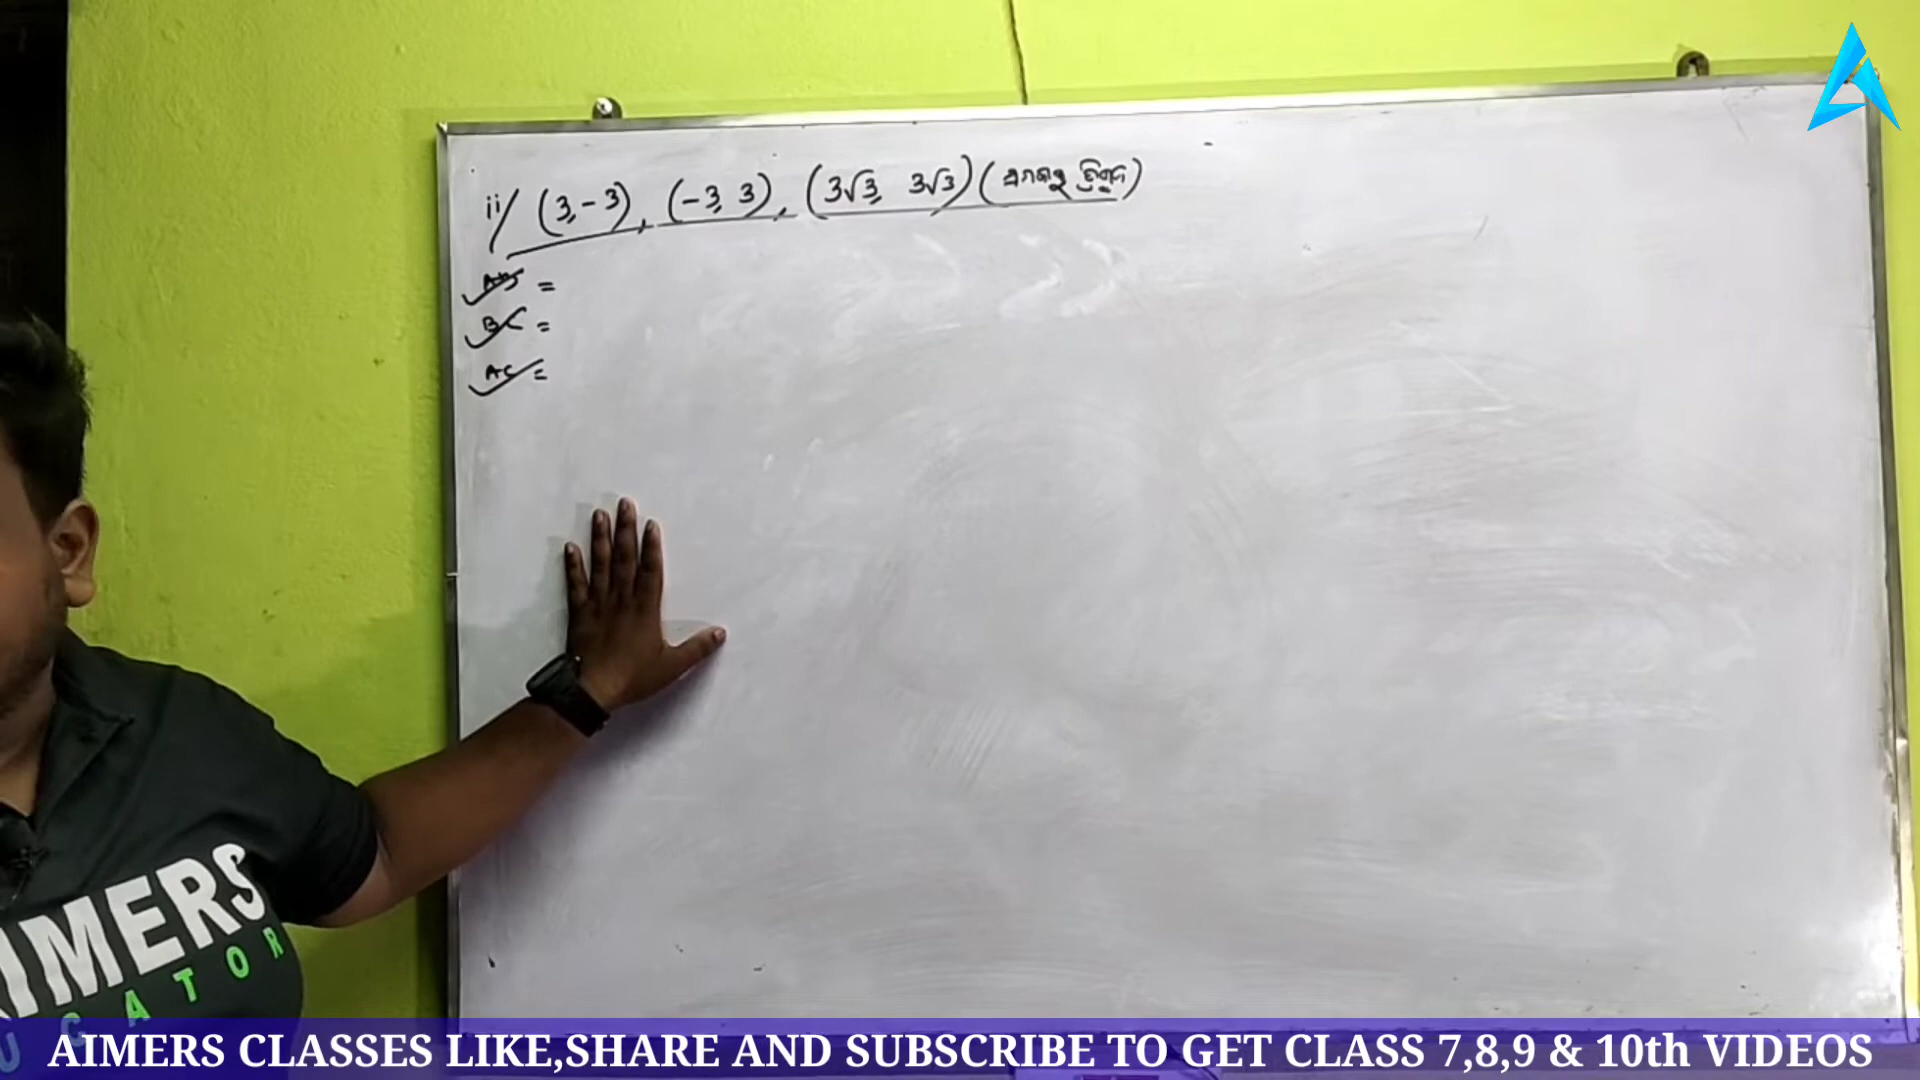 ii/ (3, -3), (-3, 3), (3√3, 3√3) (ସମବାହୁ ତ୍ରିଭୁଜ)
AB =
BC =
AC =
AIMERS
AIMERS CLASSES LIKE,SHARE AND SUBSCRIBE TO GET CLASS 7,8,9 & 10th VIDEOS